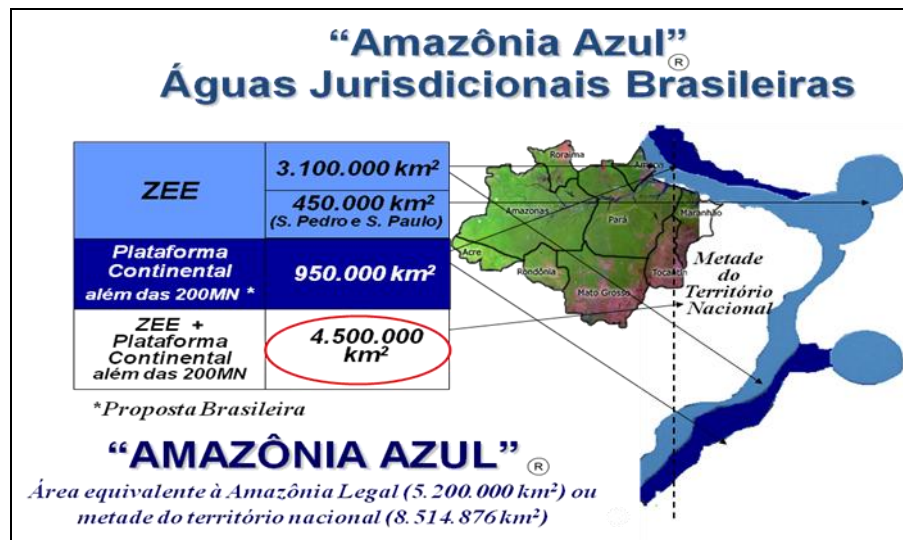 “Amazônia Azul”
®
Águas Jurisdicionais Brasileiras
ZEE
3.100.000 km²
450.000 km²
(S. Pedro e S. Paulo)
Plataforma
Continental
além das 200MN *
950.000 km²
ZEE +
Plataforma
Continental
além das 200MN
4.500.000
km²
*Proposta Brasileira
Roraima
Amapá
Amazonas
Pará
Maranhão
Acre
Rondônia
Tocantin
Mato Grosso
Metade
do
Território
Nacional
“AMAZÔNIA AZUL” ®
Área equivalente à Amazônia Legal (5.200.000 km²) ou
metade do território nacional (8.514.876 km²)